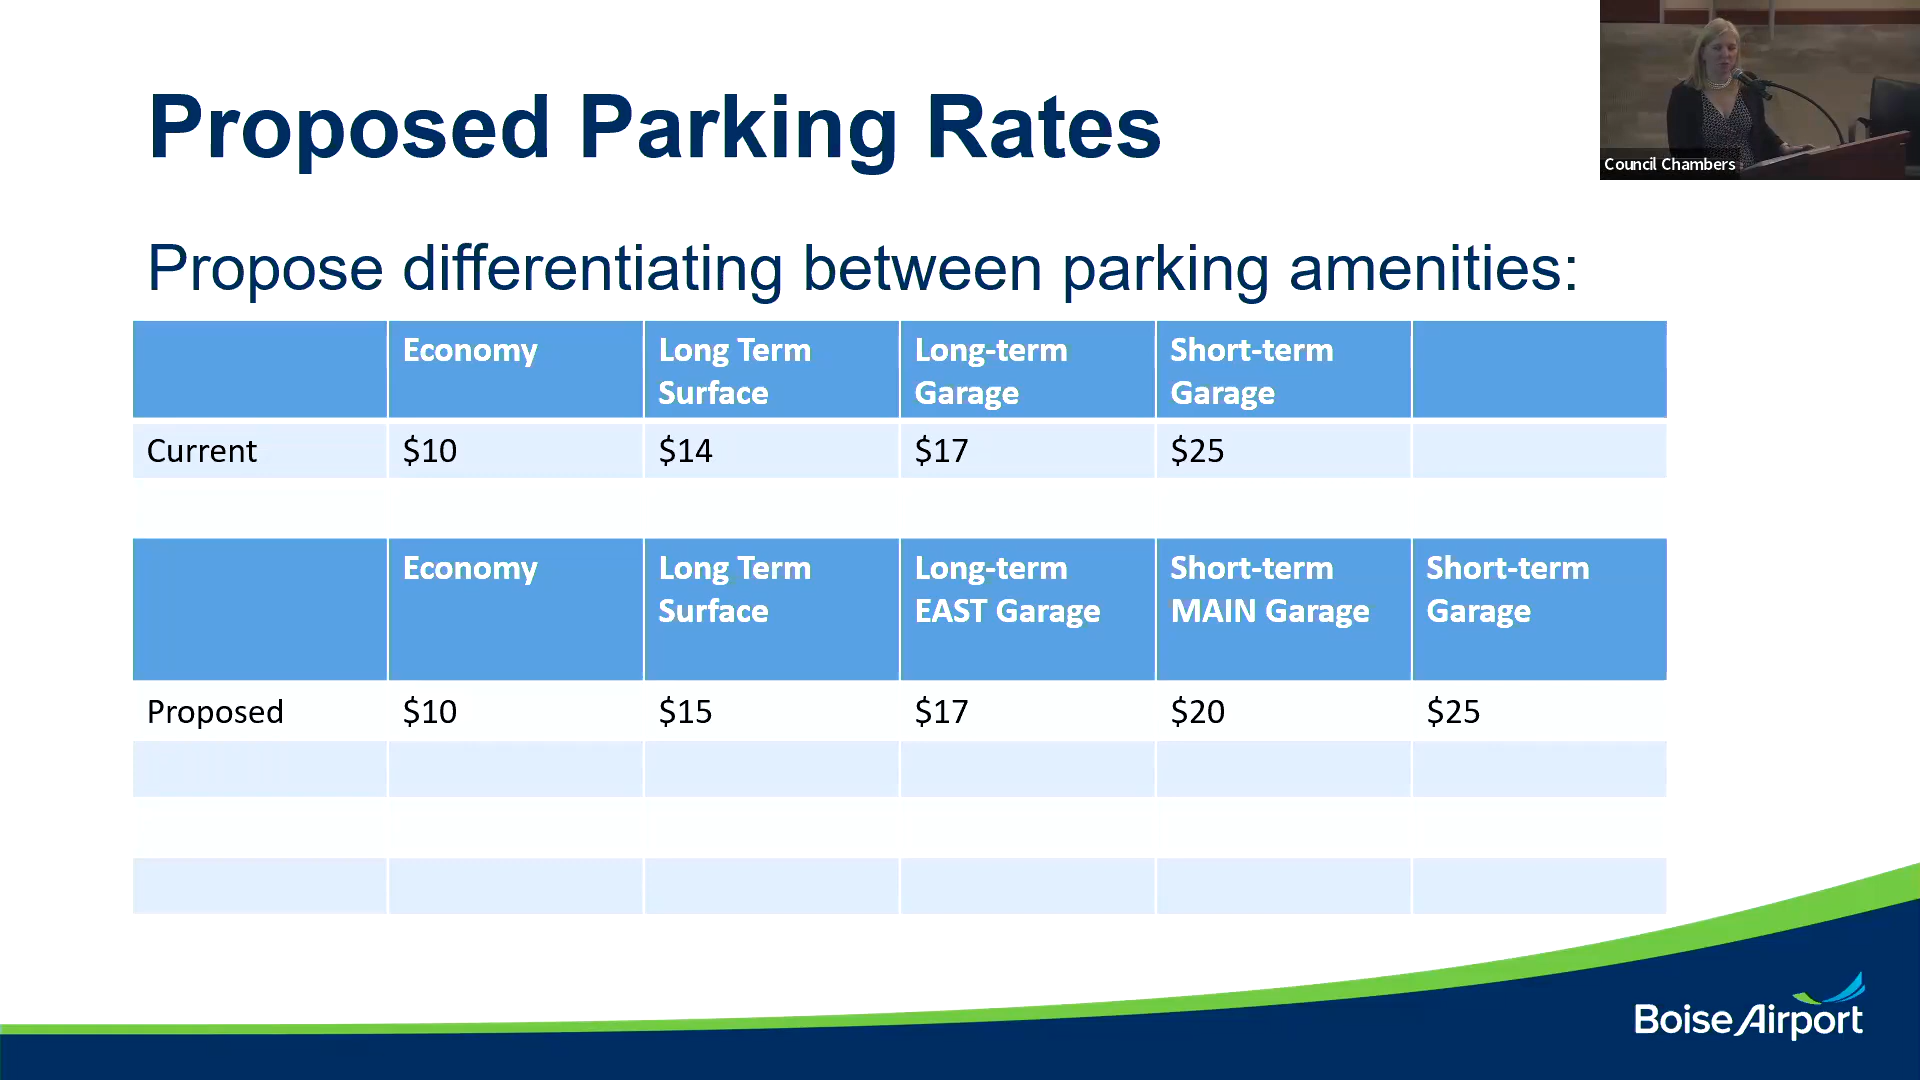 Proposed Parking Rates
Council Chambers
Propose differentiating between parking amenities:
Economy
Long Term
Surface
Long-term
Garage
Short-term
Garage
Current $10 $14 $17 $25
Economy
Long Term
Surface
Long-term
EAST Garage
Short-term
MAIN Garage
Short-term
Garage
Proposed $10 $15 $17 $20 $25
Boise Airport